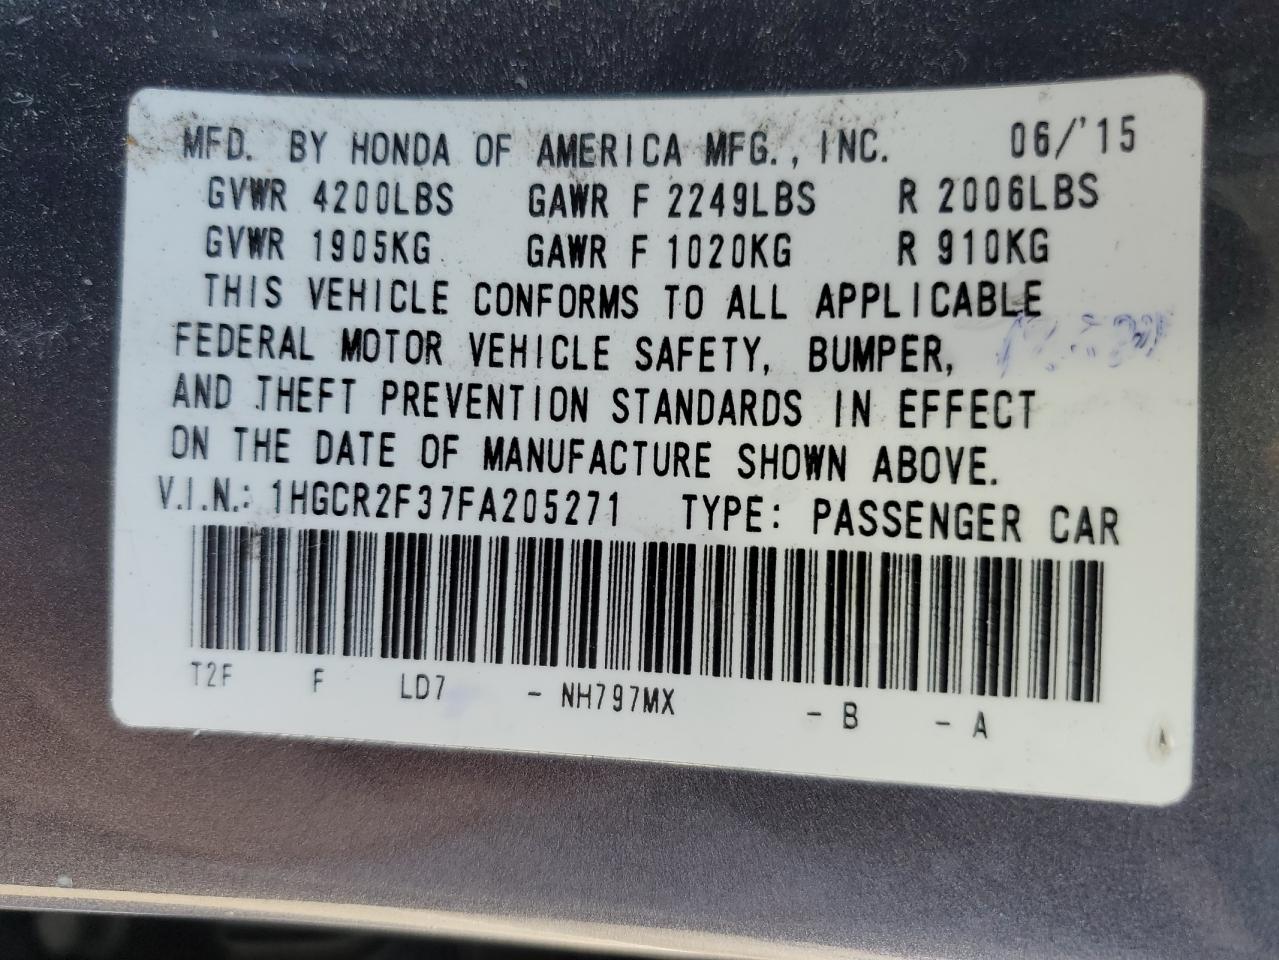 MFD. BY HONDA OF AMERICA MFG., INC. 06/'15
GVWR 4200LBS GAWR F 2249LBS R 2006LBS
GVWR 1905KG GAWR F 1020KG R 910KG
THIS VEHICLE CONFORMS TO ALL APPLICABLE
FEDERAL MOTOR VEHICLE SAFETY, BUMPER,
AND THEFT PREVENTION STANDARDS IN EFFECT
ON THE DATE OF MANUFACTURE SHOWN ABOVE.
V.I.N.: 1HGCR2F37FA205271 TYPE: PASSENGER CAR
T2F F LD7 - NH797MX - B - A